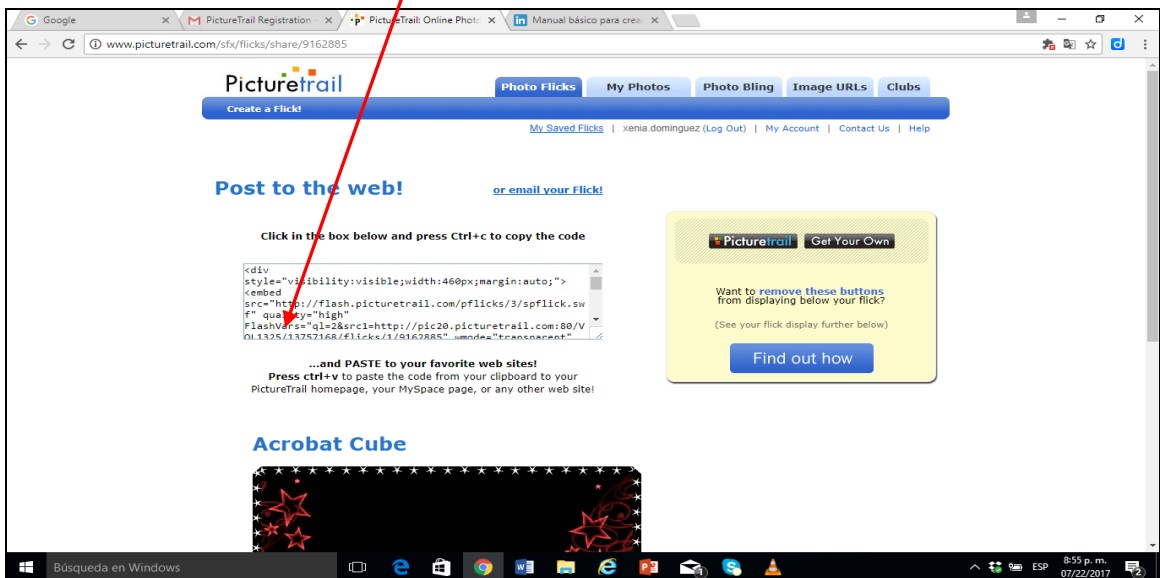 Google
PictureTrail Registration -
PictureTrail: Online Photo
Manual básico para crea
www.picturetrail.com/sfx/flicks/share/9162885
Picturetrail
Photo Flicks My Photos Photo Bling Image URLs Clubs
Create a Flick!
My Saved Flicks | xenia.dominguez (Log Out) | My Account | Contact Us | Help
Post to the web!
or email your Flick!
Click in the box below and press Ctrl+c to copy the code
<div
style="visibility:visible;width:460px;margin:auto;">
<embed
src="http://flash.picturetrail.com/pflicks/3/spflick.sw
f" quality="high"
FlashVars="ql=2&src1=http://pic20.picturetrail.com:80/V
OL1325/13757168/flicks/1/9162885" wmode="transparent"
...and PASTE to your favorite web sites!
Press ctrl+v to paste the code from your clipboard to your
PictureTrail homepage, your MySpace page, or any other web site!
Picturetrail Get Your Own
Want to remove these buttons
from displaying below your flick?
(See your flick display further below)
Find out how
Acrobat Cube
Búsqueda en Windows
ESP
8:55 p. m.
07/22/2017